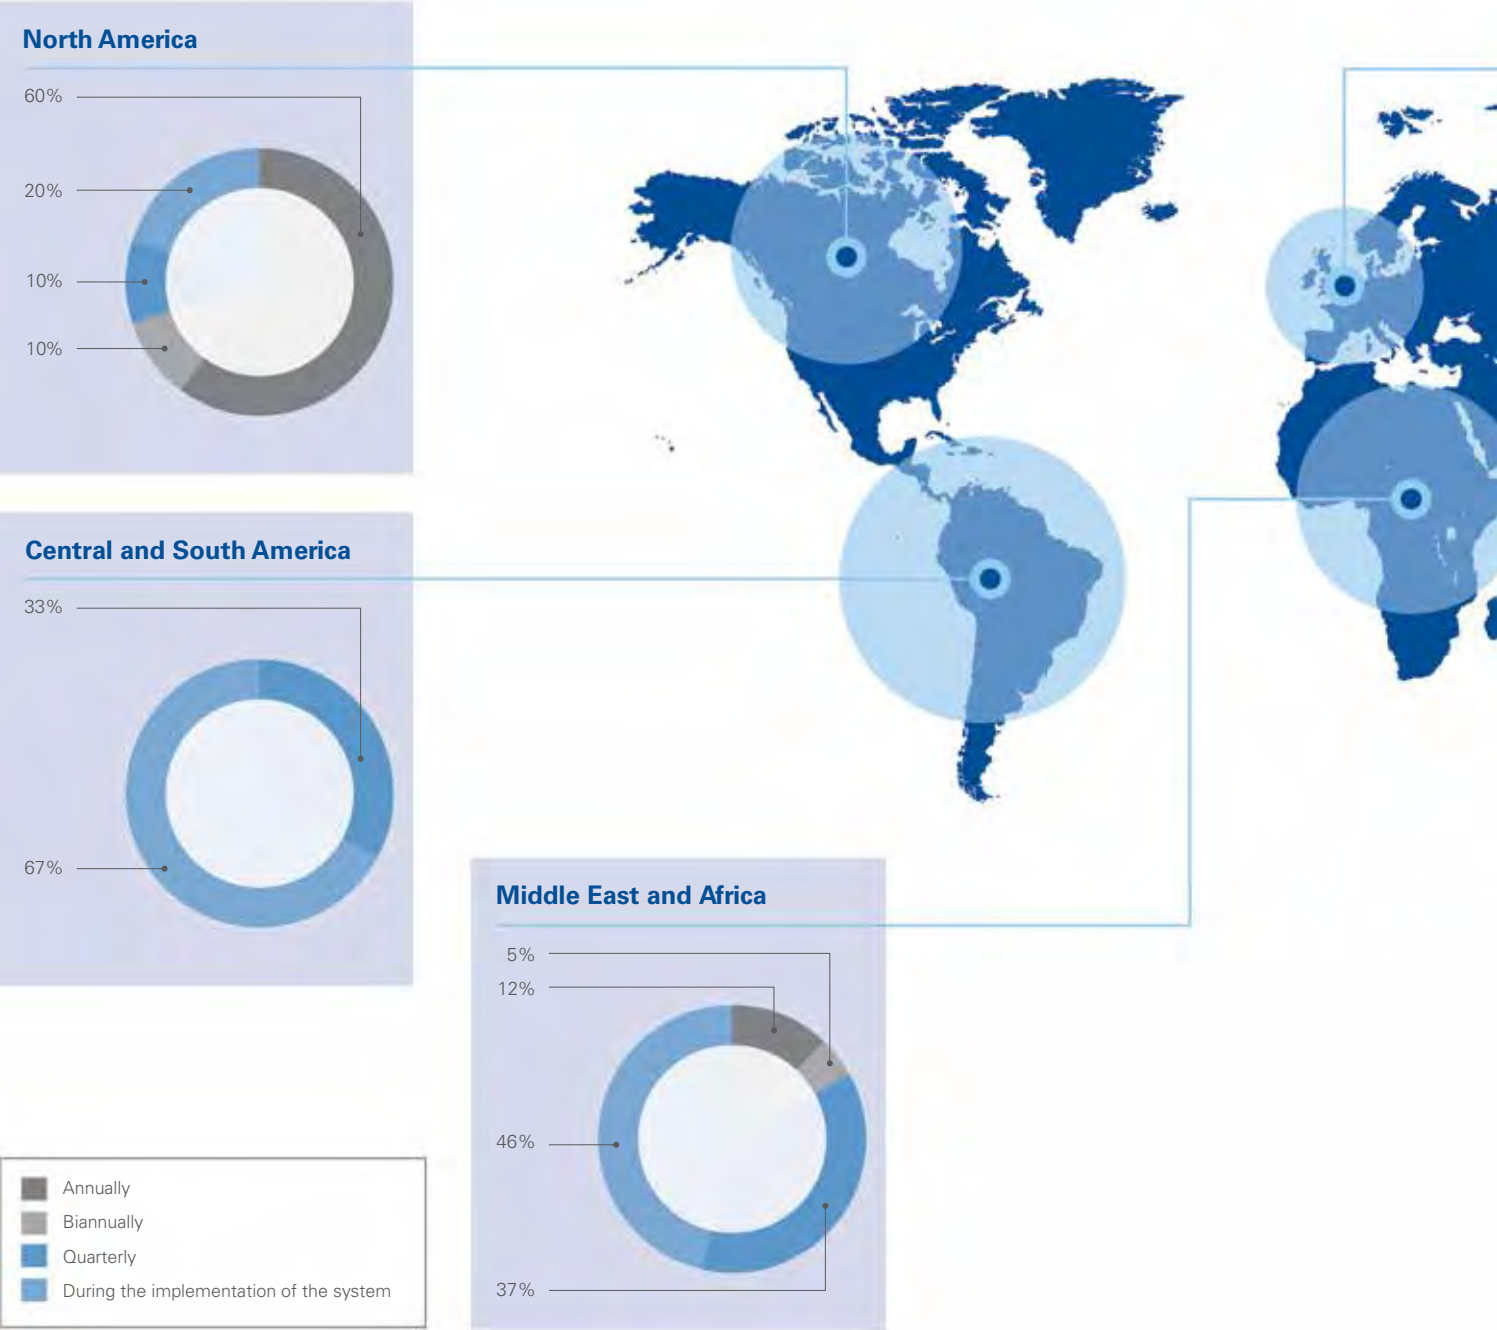 North America
60%
20%
10%
10%
Central and South America
33%
67%
Middle East and Africa
5%
12%
46%
37%
Annually
Biannually
Quarterly
During the implementation of the system